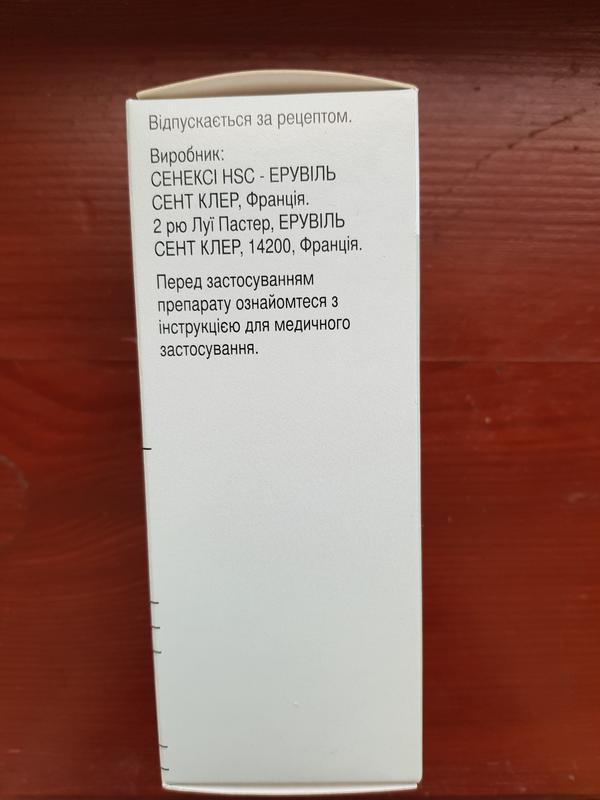 Відпускається за рецептом.
Виробник:
СЕНЕКСІ HSC - ЕРУВІЛЬ
СЕНТ КЛЕР, Франція.
2 рю Луї Пастер, ЕРУВІЛЬ
СЕНТ КЛЕР, 14200, Франція.
Перед застосуванням
препарату ознайомтеся з
інструкцією для медичного
застосування.